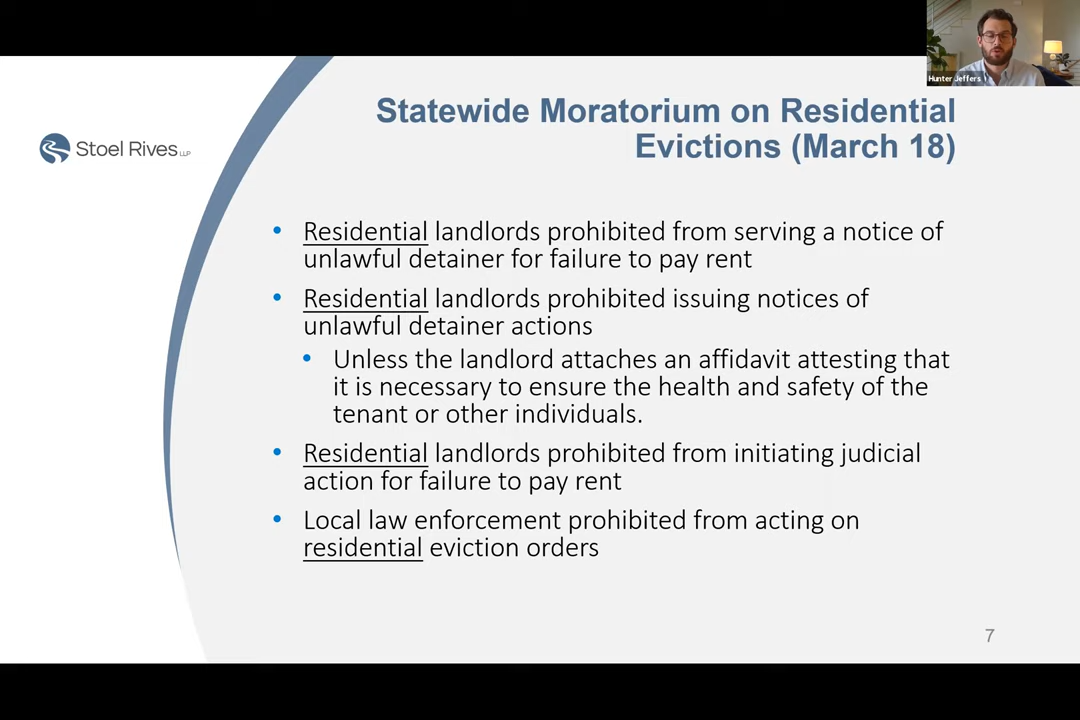 Hunter Jeffers
Stoel Rives LLP
Statewide Moratorium on Residential
Evictions (March 18)
• Residential landlords prohibited from serving a notice of
unlawful detainer for failure to pay rent
• Residential landlords prohibited issuing notices of
unlawful detainer actions
• Unless the landlord attaches an affidavit attesting that
it is necessary to ensure the health and safety of the
tenant or other individuals.
• Residential landlords prohibited from initiating judicial
action for failure to pay rent
• Local law enforcement prohibited from acting on
residential eviction orders
7